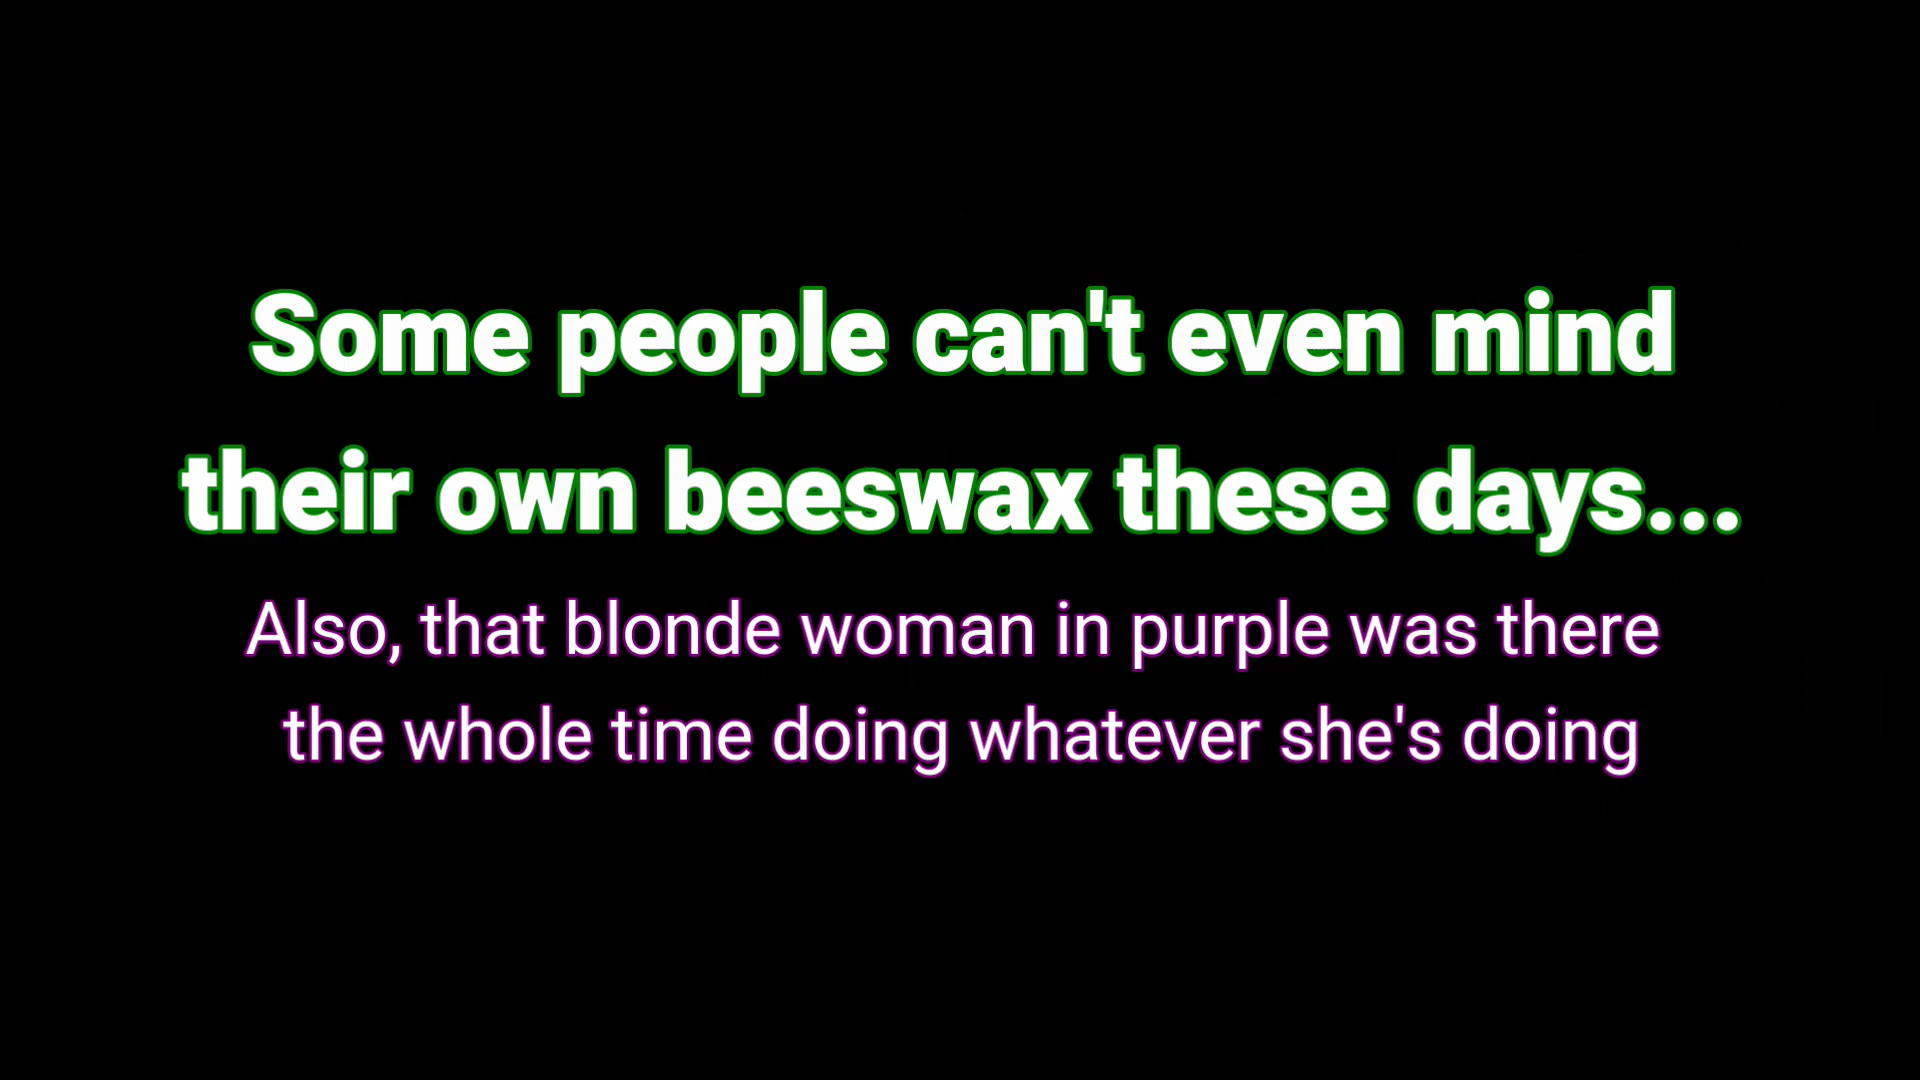 Some people can't even mind
their own beeswax these days...
Also, that blonde woman in purple was there
the whole time doing whatever she's doing